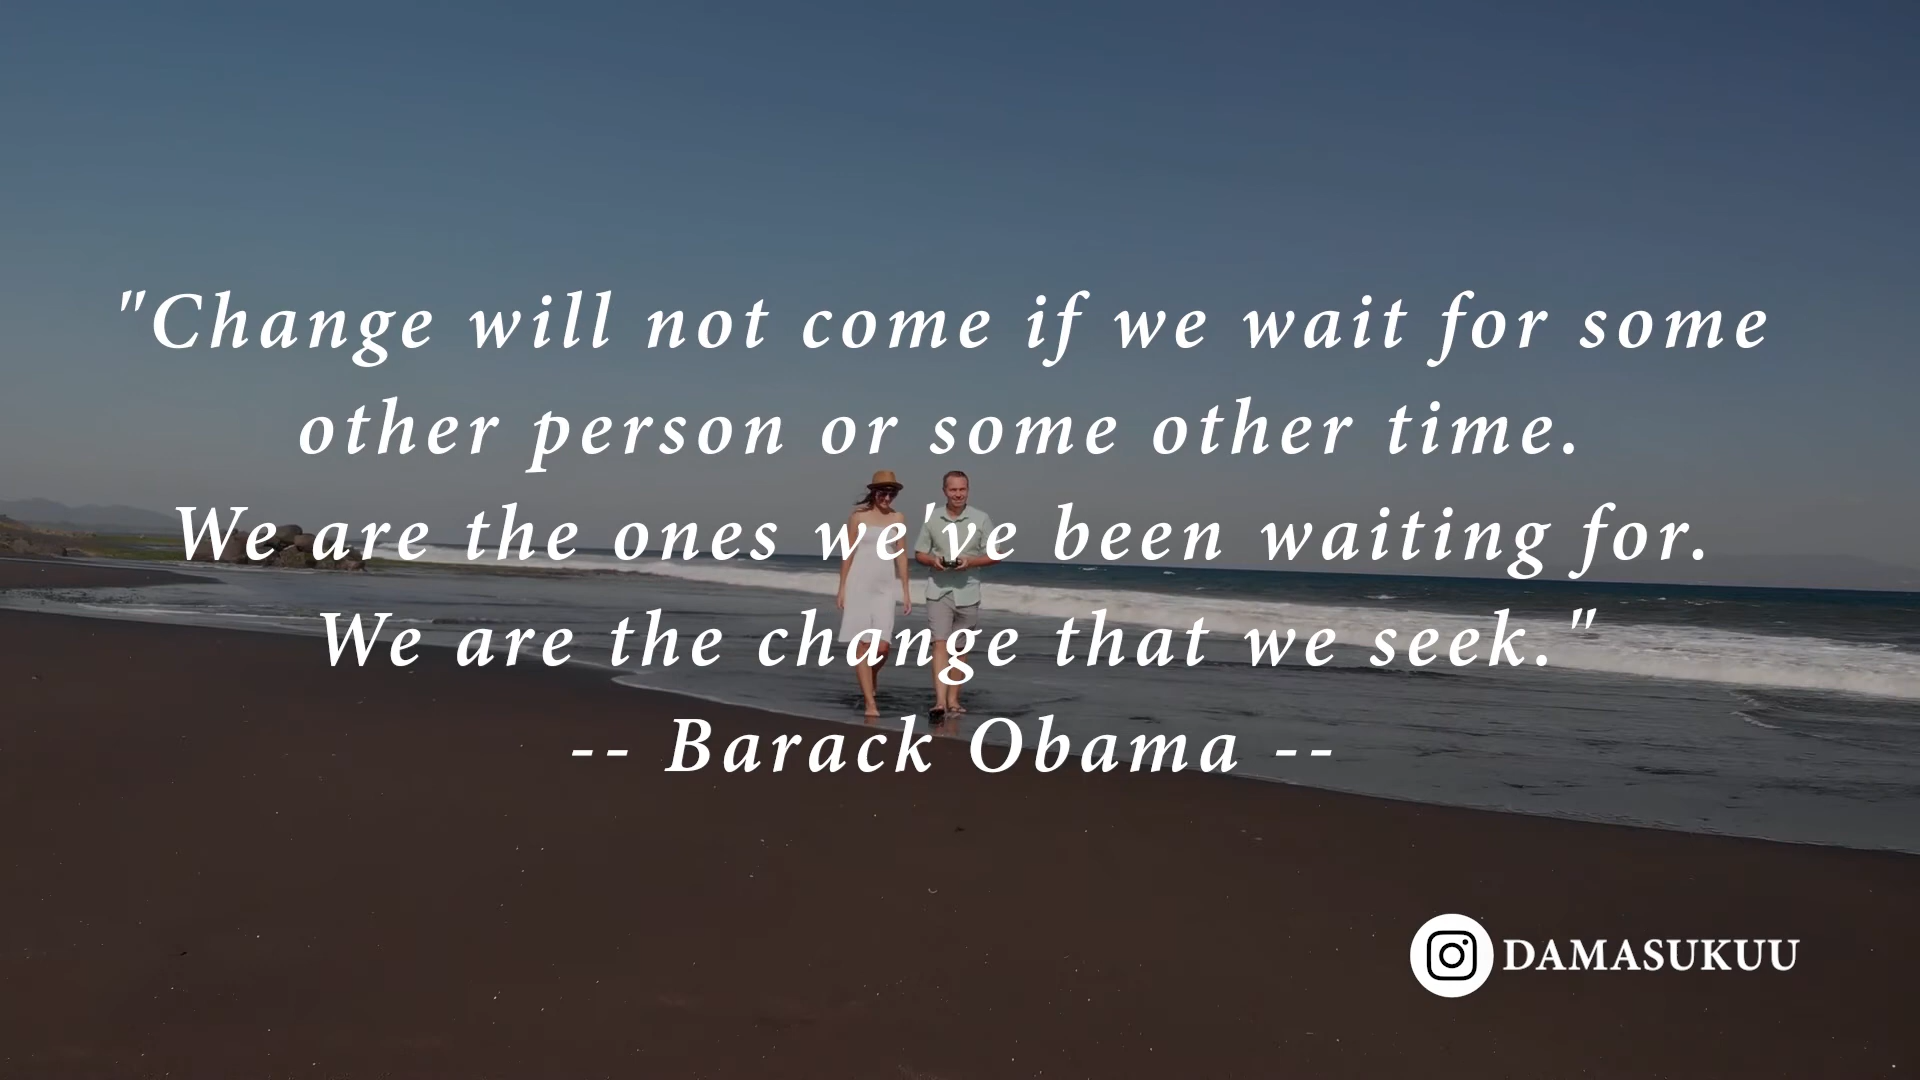 "Change will not come if we wait for some
other person or some other time.
We are the ones we've been waiting for.
We are the change that we seek."
-- Barack Obama --
DAMASUKUU